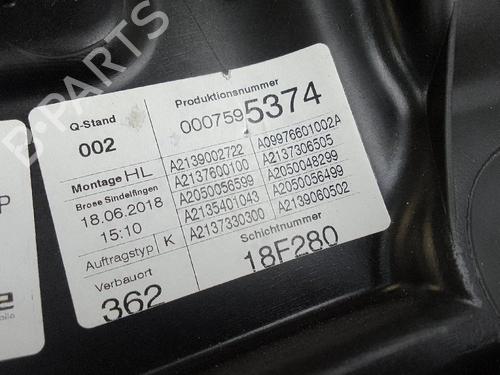 B-PARTS
Q-Stand
002
Produktionsnummer
0007595374
Montage HL
Brose Sindelfingen
18.06.2018
15:10
A2139002722 A09976601002A
A2137600100 A2137306505
A2050056599 A2050048299
A2135401043 A2050056499
A2137330300 A2139060502
Auftragstyp K
Schichtnummer
18F280
Verbauort
362
P